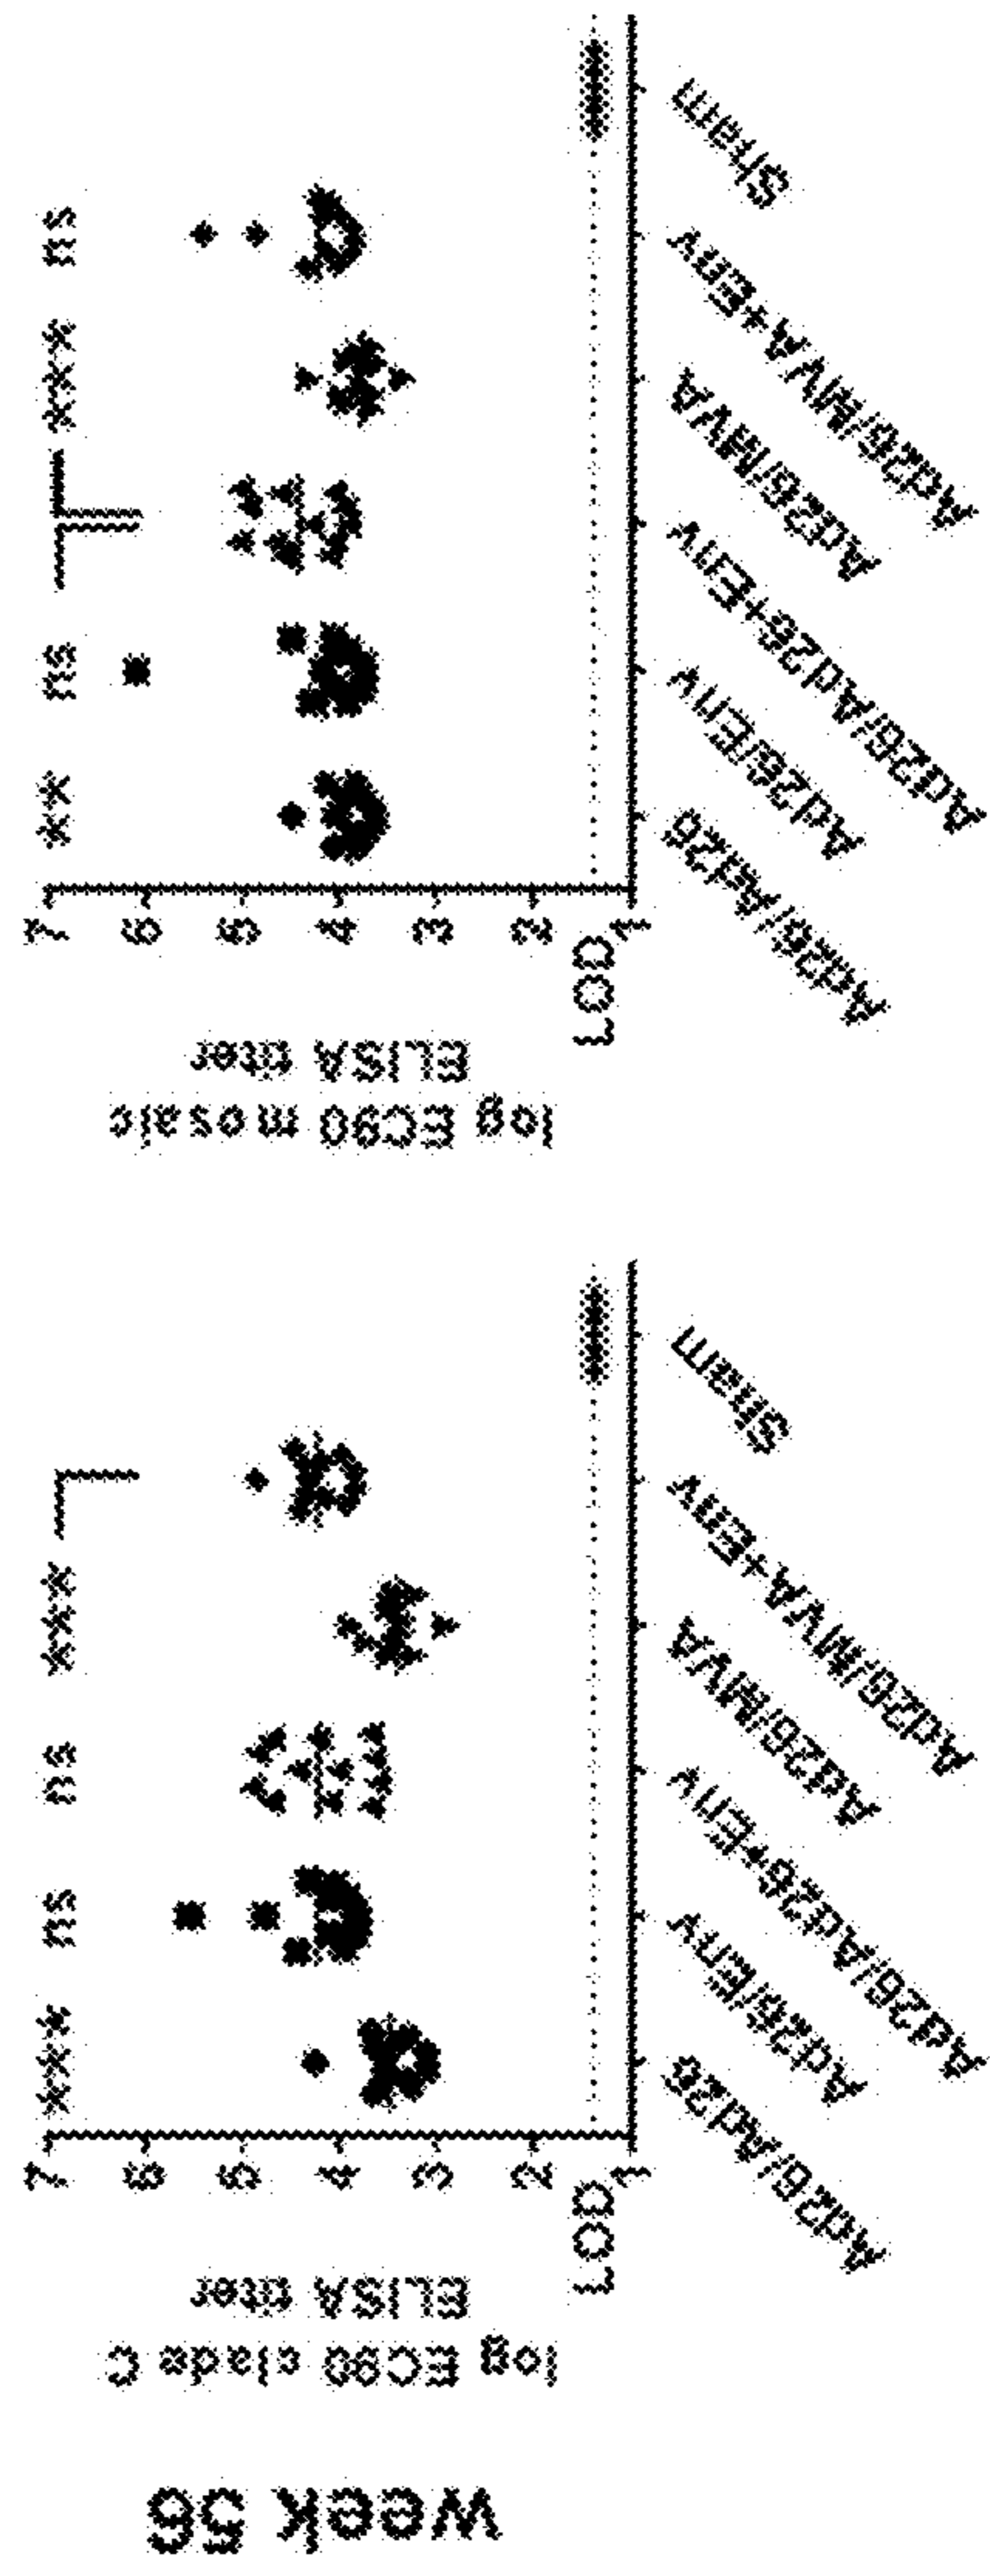 week 56
log EC90 clade C
ELISA titer
7
6
5
4
3
2
1
LOD
***
ns
ns
***
Ad26/Ad26
Ad26/Env
Ad26/Ad26+Env
Ad26/MVA
Ad26/MVA+Env
Sham
log EC90 mosaic
ELISA titer
7
6
5
4
3
2
1
LOD
**
ns
***
ns
Ad26/Ad26
Ad26/Env
Ad26/Ad26+Env
Ad26/MVA
Ad26/MVA+Env
Sham